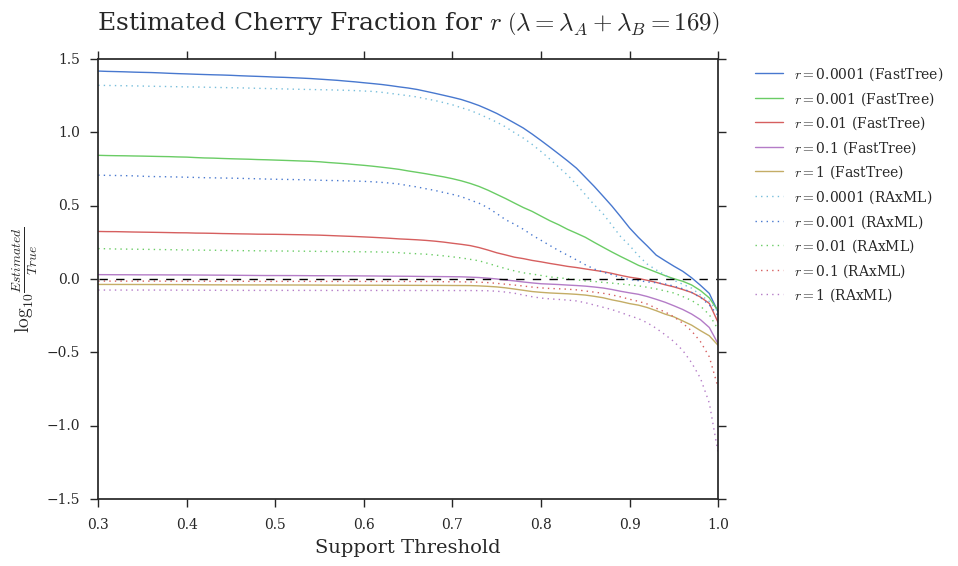 Estimated Cherry Fraction for r (λ = λ_A + λ_B = 169)
1.5
1.0
0.5
0.0
−0.5
−1.0
−1.5
log₁₀ Estimated/True
0.3 0.4 0.5 0.6 0.7 0.8 0.9 1.0
Support Threshold
r = 0.0001 (FastTree)
r = 0.001 (FastTree)
r = 0.01 (FastTree)
r = 0.1 (FastTree)
r = 1 (FastTree)
r = 0.0001 (RAxML)
r = 0.001 (RAxML)
r = 0.01 (RAxML)
r = 0.1 (RAxML)
r = 1 (RAxML)